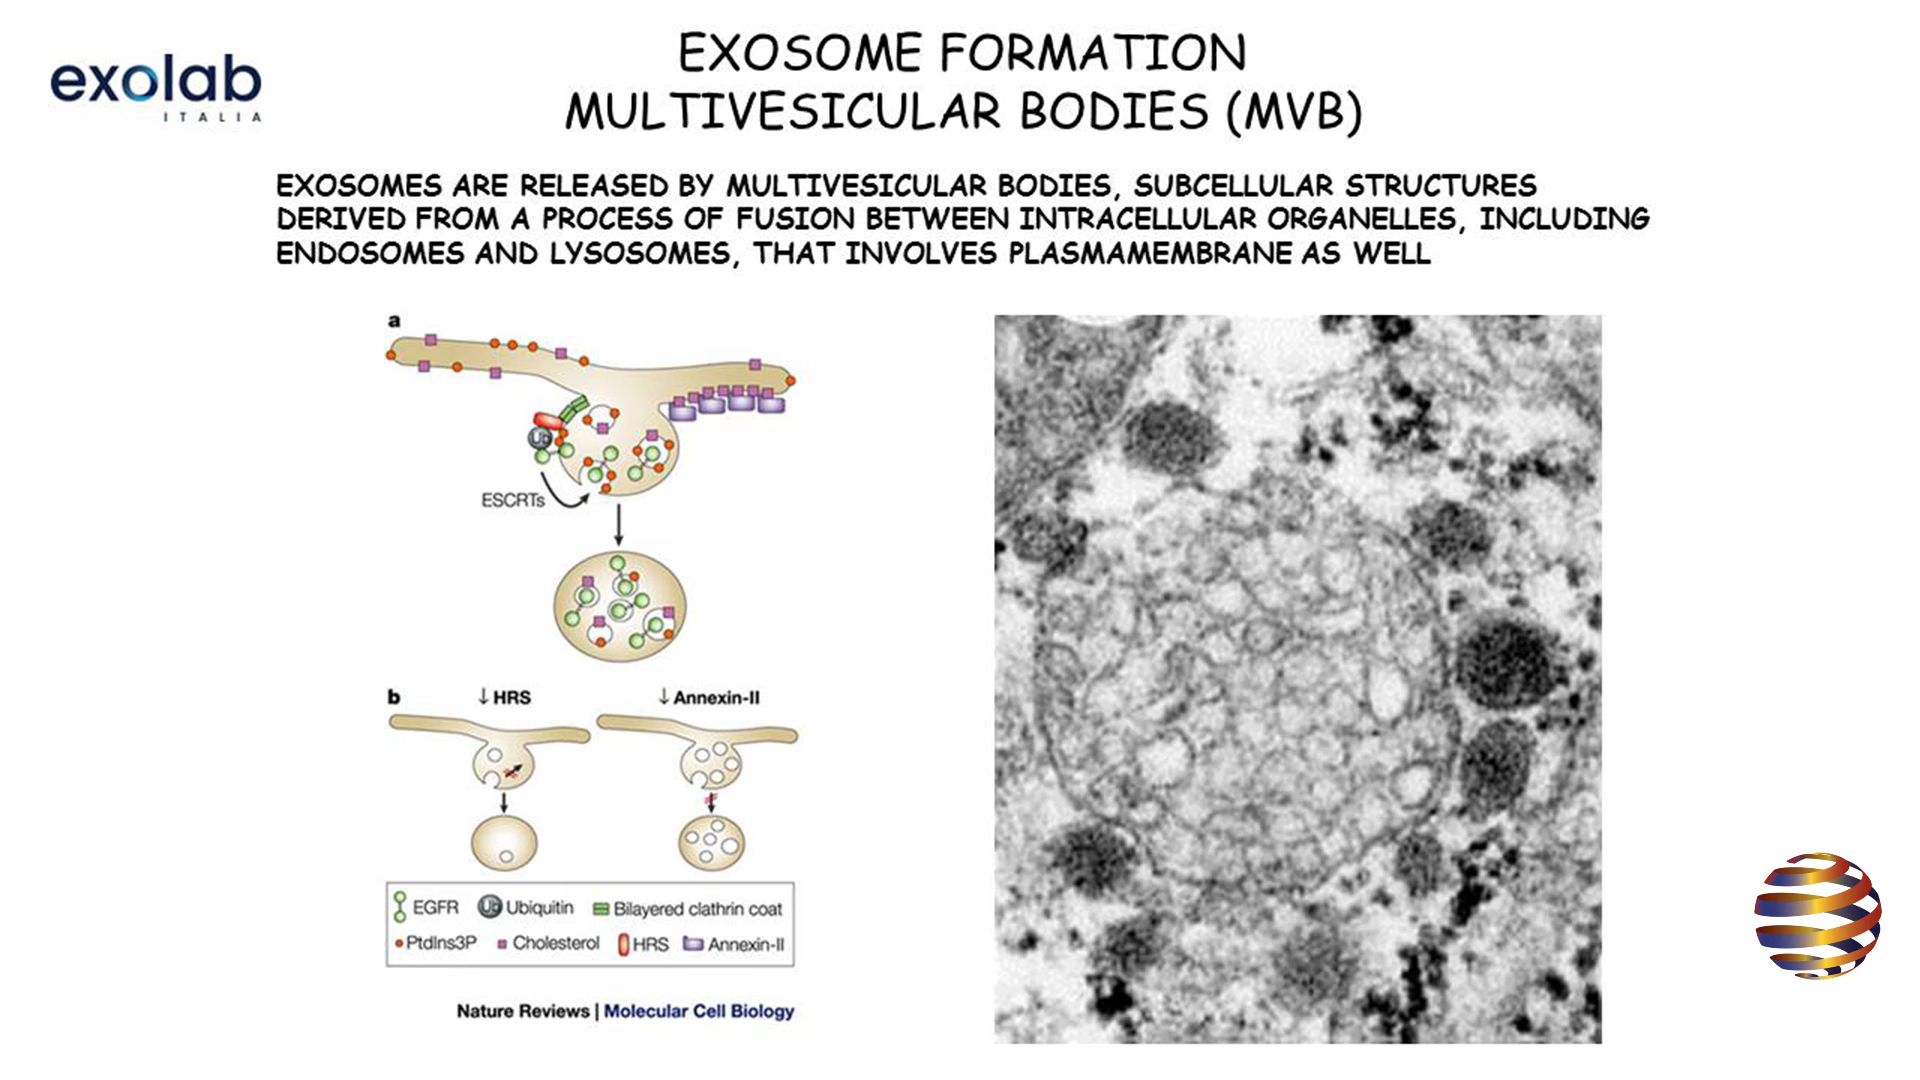 exolab
ITALIA
EXOSOME FORMATION
MULTIVESICULAR BODIES (MVB)
EXOSOMES ARE RELEASED BY MULTIVESICULAR BODIES, SUBCELLULAR STRUCTURES
DERIVED FROM A PROCESS OF FUSION BETWEEN INTRACELLULAR ORGANELLES, INCLUDING
ENDOSOMES AND LYSOSOMES, THAT INVOLVES PLASMAMEMBRANE AS WELL
a
Ub
ESCRTs
b
↓ HRS
↓ Annexin-II
EGFR
Ub Ubiquitin
Bilayered clathrin coat
PtdIns3P
Cholesterol
HRS
Annexin-II
Nature Reviews | Molecular Cell Biology